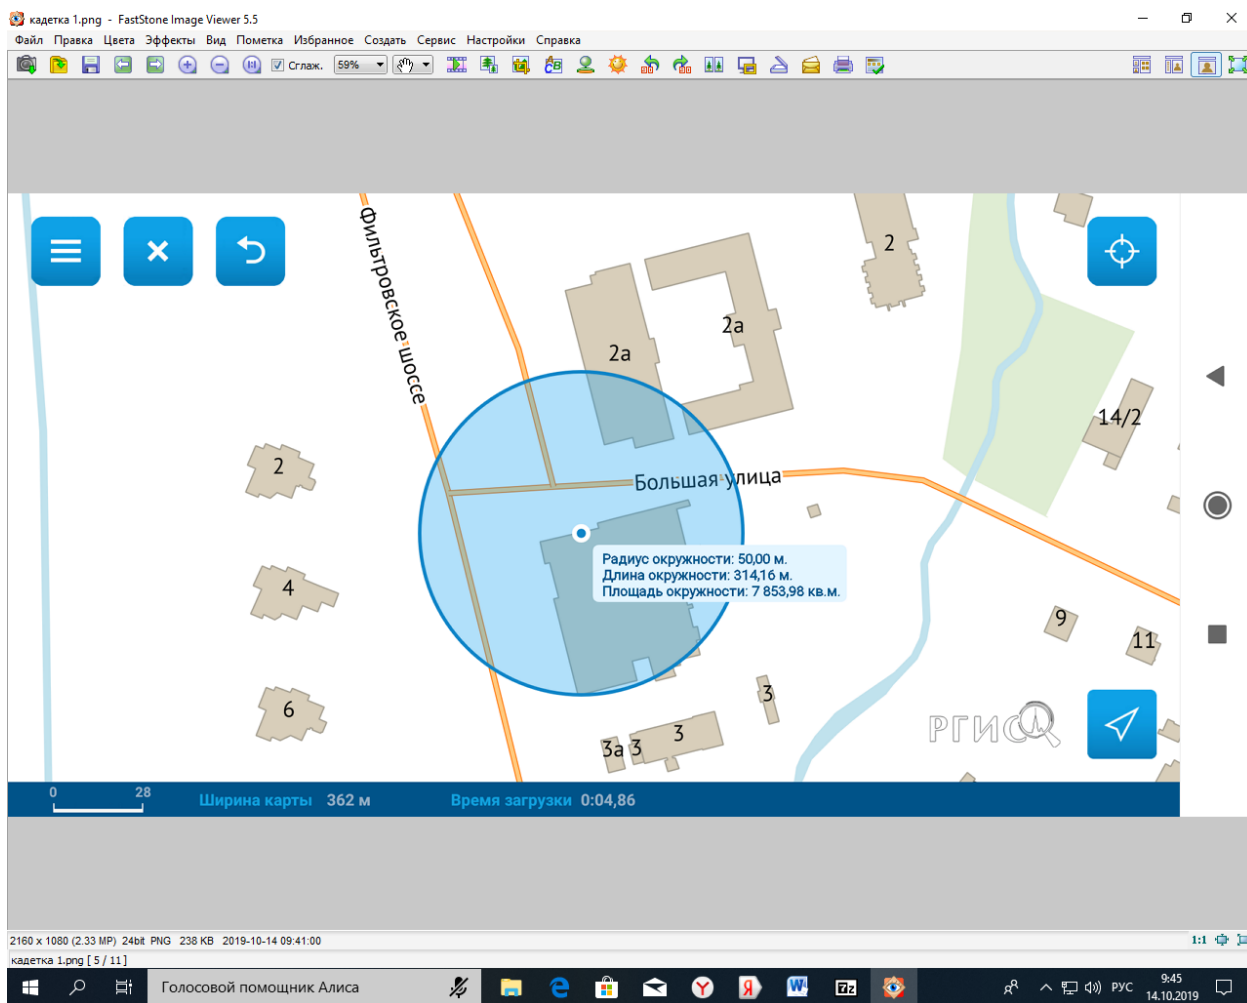 кадетка 1.png - FastStone Image Viewer 5.5
Файл Правка Цвета Эффекты Вид Пометка Избранное Создать Сервис Настройки Справка
Сглаж. 59%
Фильтровское шоссе
2
2а
2а
14/2
2
Большая улица
Радиус окружности: 50,00 м.
Длина окружности: 314,16 м.
Площадь окружности: 7 853,98 кв.м.
4
9
11
6
3
3
3а 3
РГИС
0 28
Ширина карты 362 м
Время загрузки 0:04,86
2160 x 1080 (2.33 MP) 24bit PNG 238 KB 2019-10-14 09:41:00
1:1
кадетка 1.png [ 5 / 11 ]
Голосовой помощник Алиса
РУС
9:45
14.10.2019